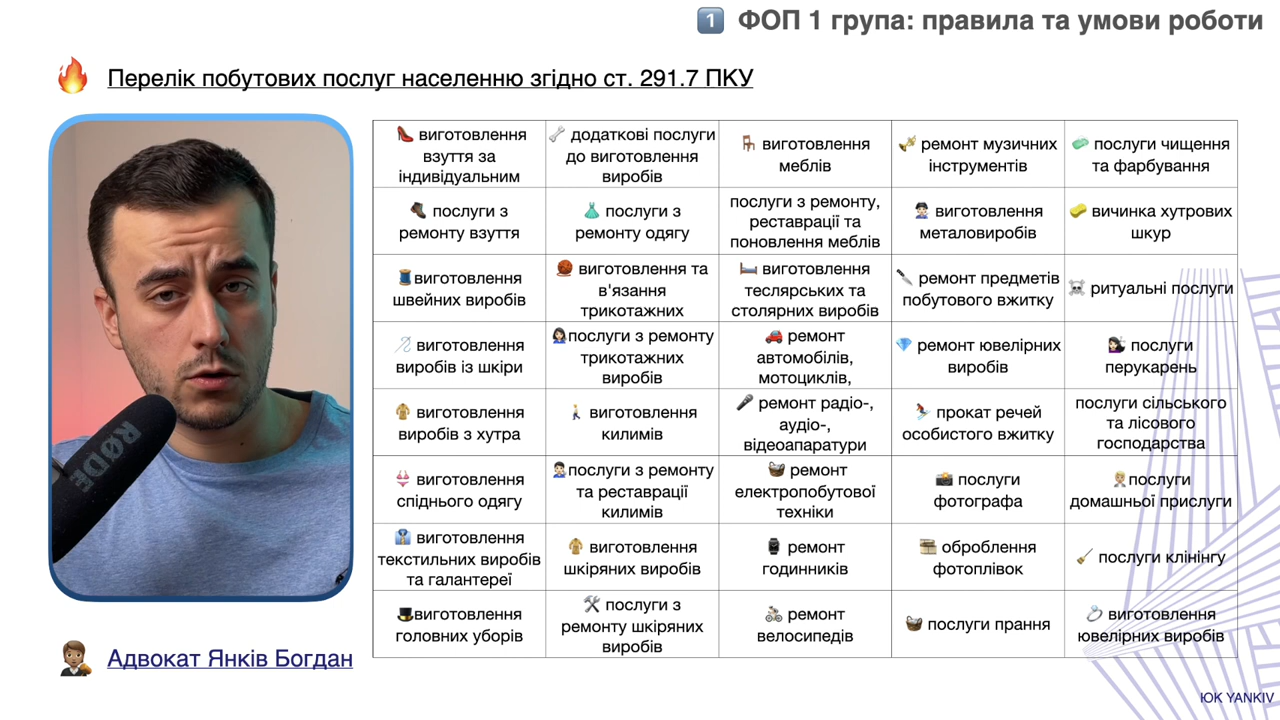 1 ФОП 1 група: правила та умови роботи
Перелік побутових послуг населенню згідно ст. 291.7 ПКУ
виготовлення
взуття за
індивідуальним
додаткові послуги
до виготовлення
виробів
виготовлення
меблів
ремонт музичних
інструментів
послуги чищення
та фарбування
послуги з
ремонту взуття
послуги з
ремонту одягу
послуги з ремонту,
реставрації та
поновлення меблів
виготовлення
металовиробів
вичинка хутрових
шкур
виготовлення
швейних виробів
виготовлення та
в'язання
трикотажних
виготовлення
теслярських та
столярних виробів
ремонт предметів
побутового вжитку
ритуальні послуги
виготовлення
виробів із шкіри
послуги з ремонту
трикотажних
виробів
ремонт
автомобілів,
мотоциклів,
ремонт ювелірних
виробів
послуги
перукарень
виготовлення
виробів з хутра
виготовлення
килимів
ремонт радіо-,
аудіо-,
відеоапаратури
прокат речей
особистого вжитку
послуги сільського
та лісового
господарства
виготовлення
спіднього одягу
послуги з ремонту
та реставрації
килимів
ремонт
електропобутової
техніки
послуги
фотографа
послуги
домашньої прислуги
виготовлення
текстильних виробів
та галантереї
виготовлення
шкіряних виробів
ремонт
годинників
оброблення
фотоплівок
послуги клінінгу
виготовлення
головних уборів
послуги з
ремонту шкіряних
виробів
ремонт
велосипедів
послуги прання
виготовлення
ювелірних виробів
RØDE
Адвокат Янків Богдан
ЮК YANKIV